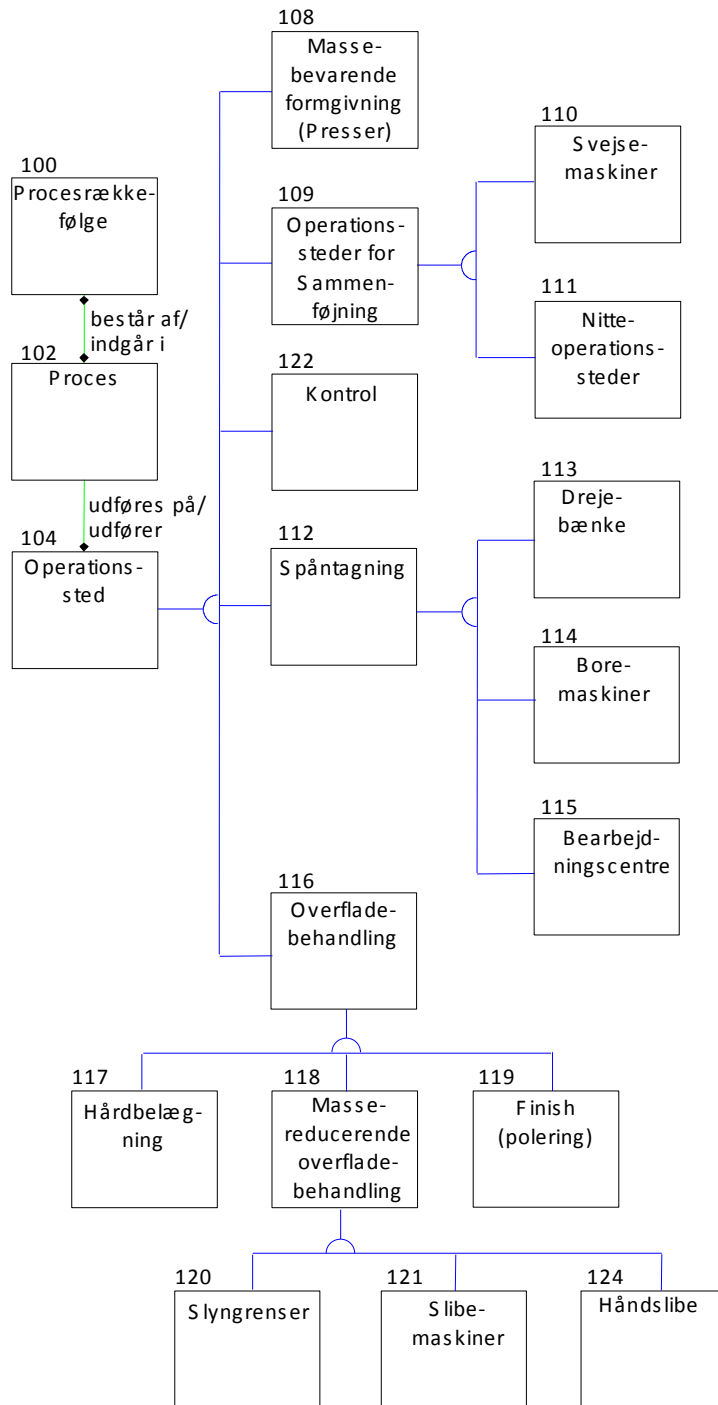 108
Masse-
bevarende
formgivning
(Presser)
110
Svejse-
maskiner
100
Procesrække-
følge
109
Operations-
steder for
Sammen-
føjning
111
Nitte-
operations-
steder
består af/
indgår i
102
Proces
122
Kontrol
113
Dreje-
bænke
udføres på/
udfører
104
Operations-
sted
112
Spåntagning
114
Bore-
maskiner
115
Bearbejd-
ningscentre
116
Overflade-
behandling
117
Hårdbelæg-
ning
118
Masse-
reducerende
overflade-
behandling
119
Finish
(polering)
120
Slyngrenser
121
Slibe-
maskiner
124
Håndslibe